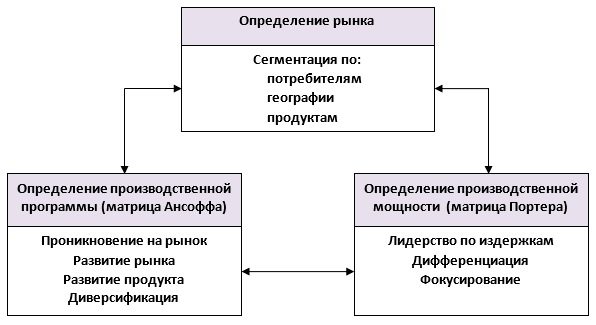 Определение рынка
Сегментация по:
потребителям
географии
продуктам
Определение производственной
программы (матрица Ансоффа)
Проникновение на рынок
Развитие рынка
Развитие продукта
Диверсификация
Определение производственной
мощности (матрица Портера)
Лидерство по издержкам
Дифференциация
Фокусирование